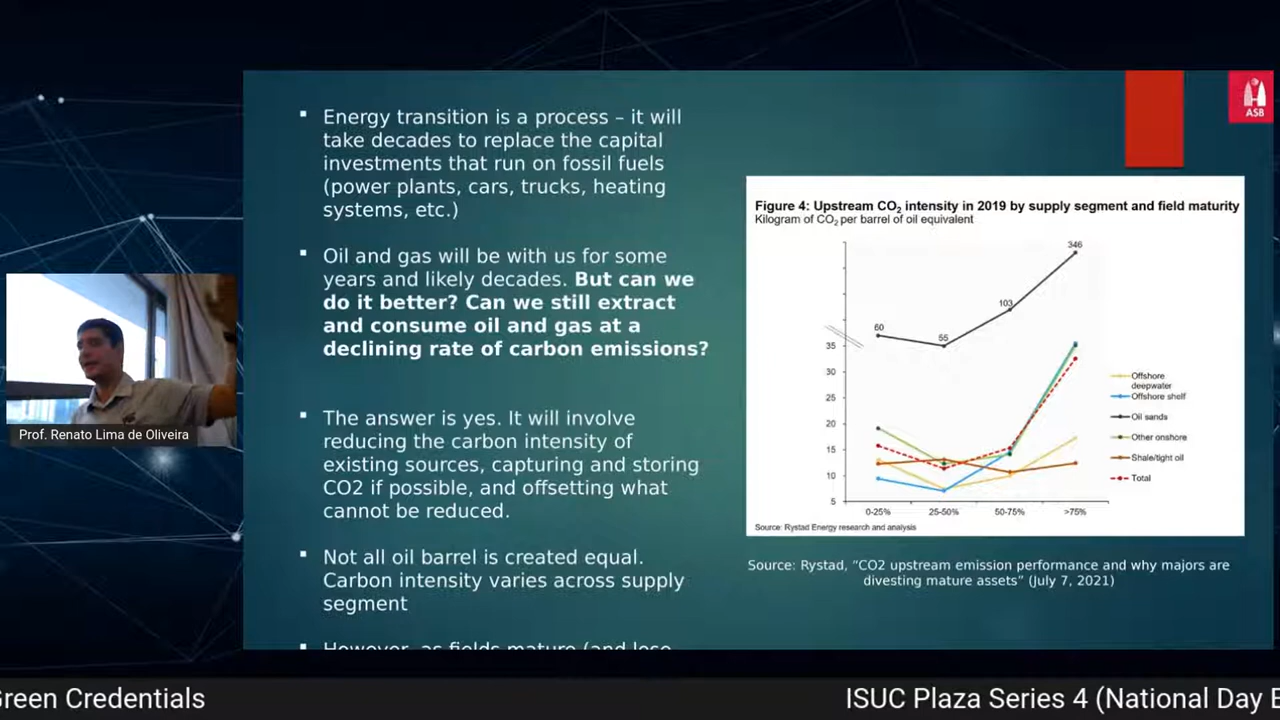 ▪ Energy transition is a process – it will
take decades to replace the capital
investments that run on fossil fuels
(power plants, cars, trucks, heating
systems, etc.)
▪ Oil and gas will be with us for some
years and likely decades. But can we
do it better? Can we still extract
and consume oil and gas at a
declining rate of carbon emissions?
▪ The answer is yes. It will involve
reducing the carbon intensity of
existing sources, capturing and storing
CO2 if possible, and offsetting what
cannot be reduced.
▪ Not all oil barrel is created equal.
Carbon intensity varies across supply
segment
▪ However, as fields mature (and lose
ASB
Figure 4: Upstream CO₂ intensity in 2019 by supply segment and field maturity
Kilogram of CO₂ per barrel of oil equivalent
346
103
60
55
35
30
25
20
15
10
5
0-25% 25-50% 50-75% >75%
Offshore
deepwater
Offshore shelf
Oil sands
Other onshore
Shale/tight oil
Total
Source: Rystad Energy research and analysis
Source: Rystad, “CO2 upstream emission performance and why majors are
divesting mature assets” (July 7, 2021)
Prof. Renato Lima de Oliveira
Green Credentials
ISUC Plaza Series 4 (National Day E